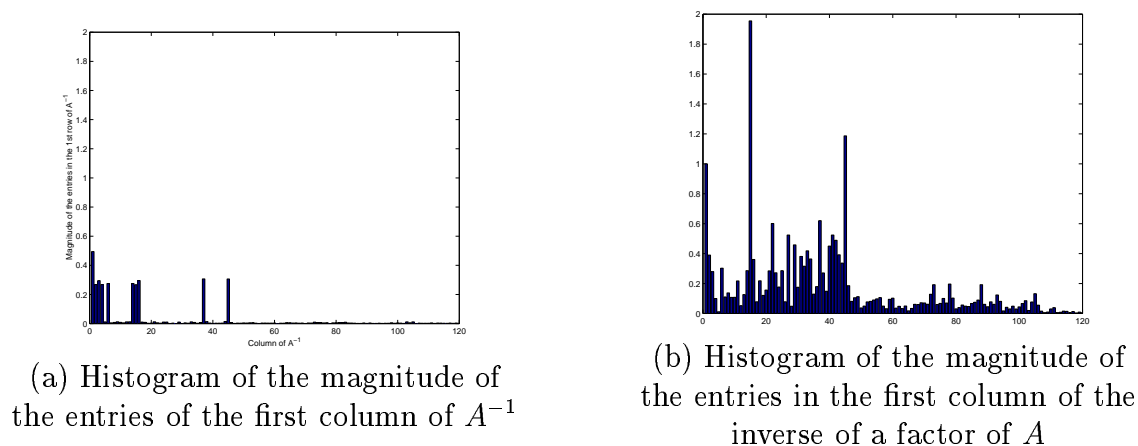 2
1.8
1.6
1.4
1.2
1
0.8
0.6
0.4
0.2
0
0 20 40 60 80 100 120
Magnitude of the entries in the 1st row of A⁻¹
Column of A⁻¹
(a) Histogram of the magnitude of
the entries of the first column of A⁻¹
2
1.8
1.6
1.4
1.2
1
0.8
0.6
0.4
0.2
0
0 20 40 60 80 100 120
(b) Histogram of the magnitude of
the entries in the first column of the
inverse of a factor of A